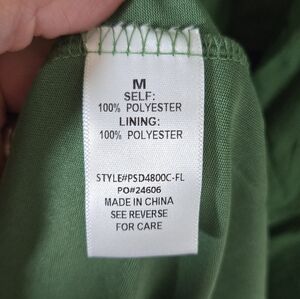 M
SELF:
100% POLYESTER
LINING:
100% POLYESTER
STYLE#PSD4800C-FL
PO#24606
MADE IN CHINA
SEE REVERSE
FOR CARE